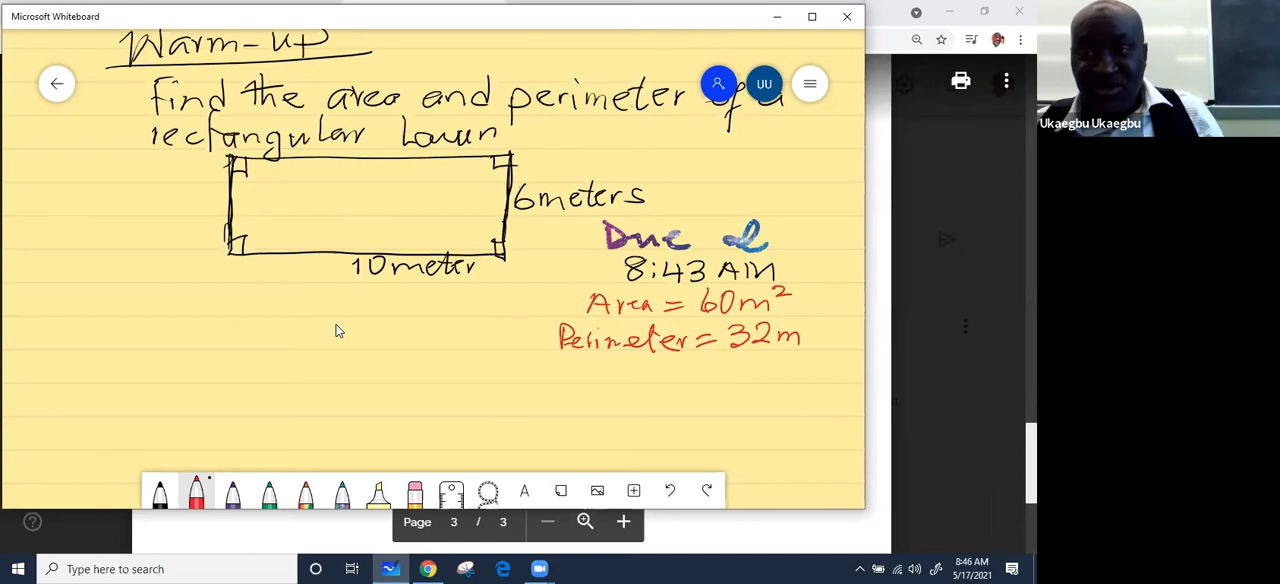 Microsoft Whiteboard
Warm-up
Find the area and perimeter of a
UU
rectangular Lawn
Ukaegbu Ukaegbu
6meters
10meter
Due
8:43 AM
Area = 60m²
Perimeter = 32m
A
Page 3 / 3
Type here to search
8:46 AM
5/17/2021